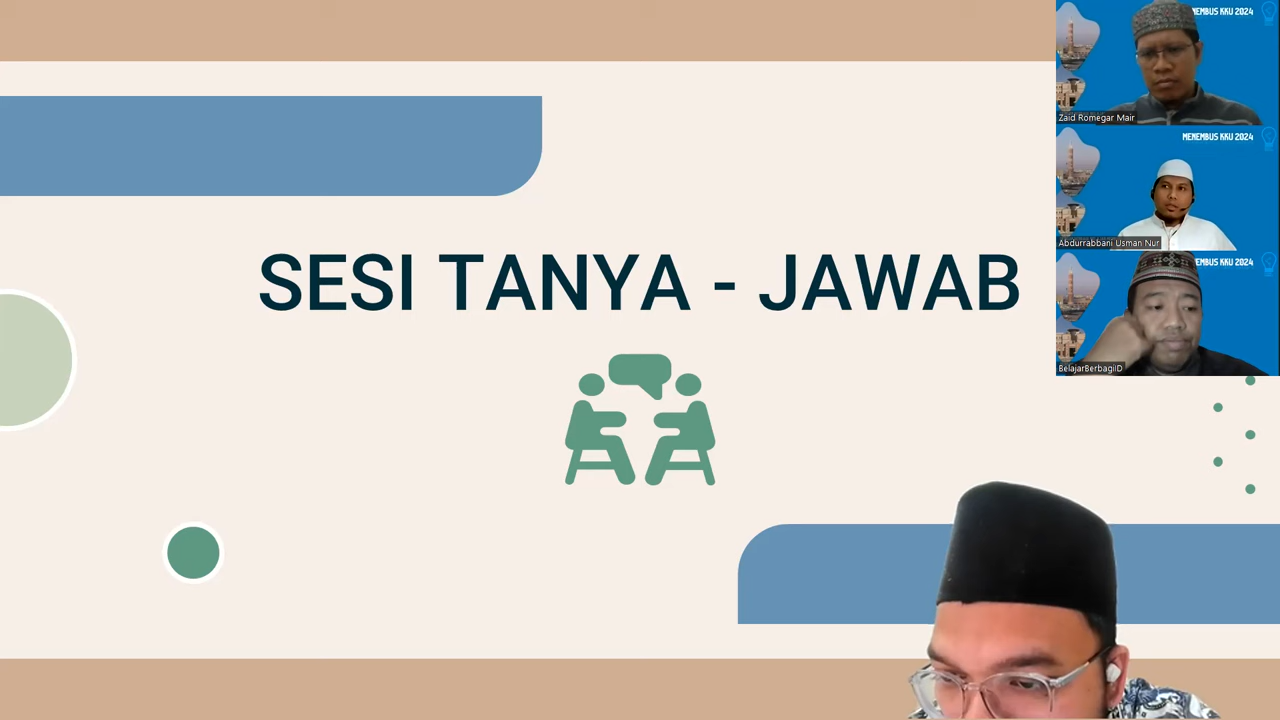 SESI TANYA - JAWAB
MENEMBUS KKU 2024
Zaid Romegar Mair
MENEMBUS KKU 2024
Abdurrabbani Usman Nur
MENEMBUS KKU 2024
BelajarBerbagiID